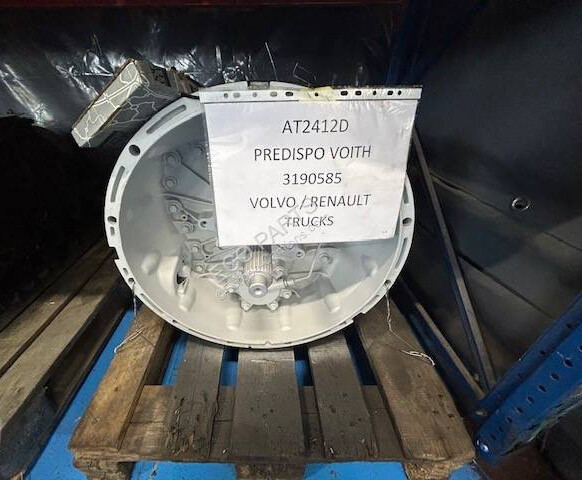 AT2412D
PREDISPO VOITH
3190585
VOLVO / RENAULT
TRUCKS